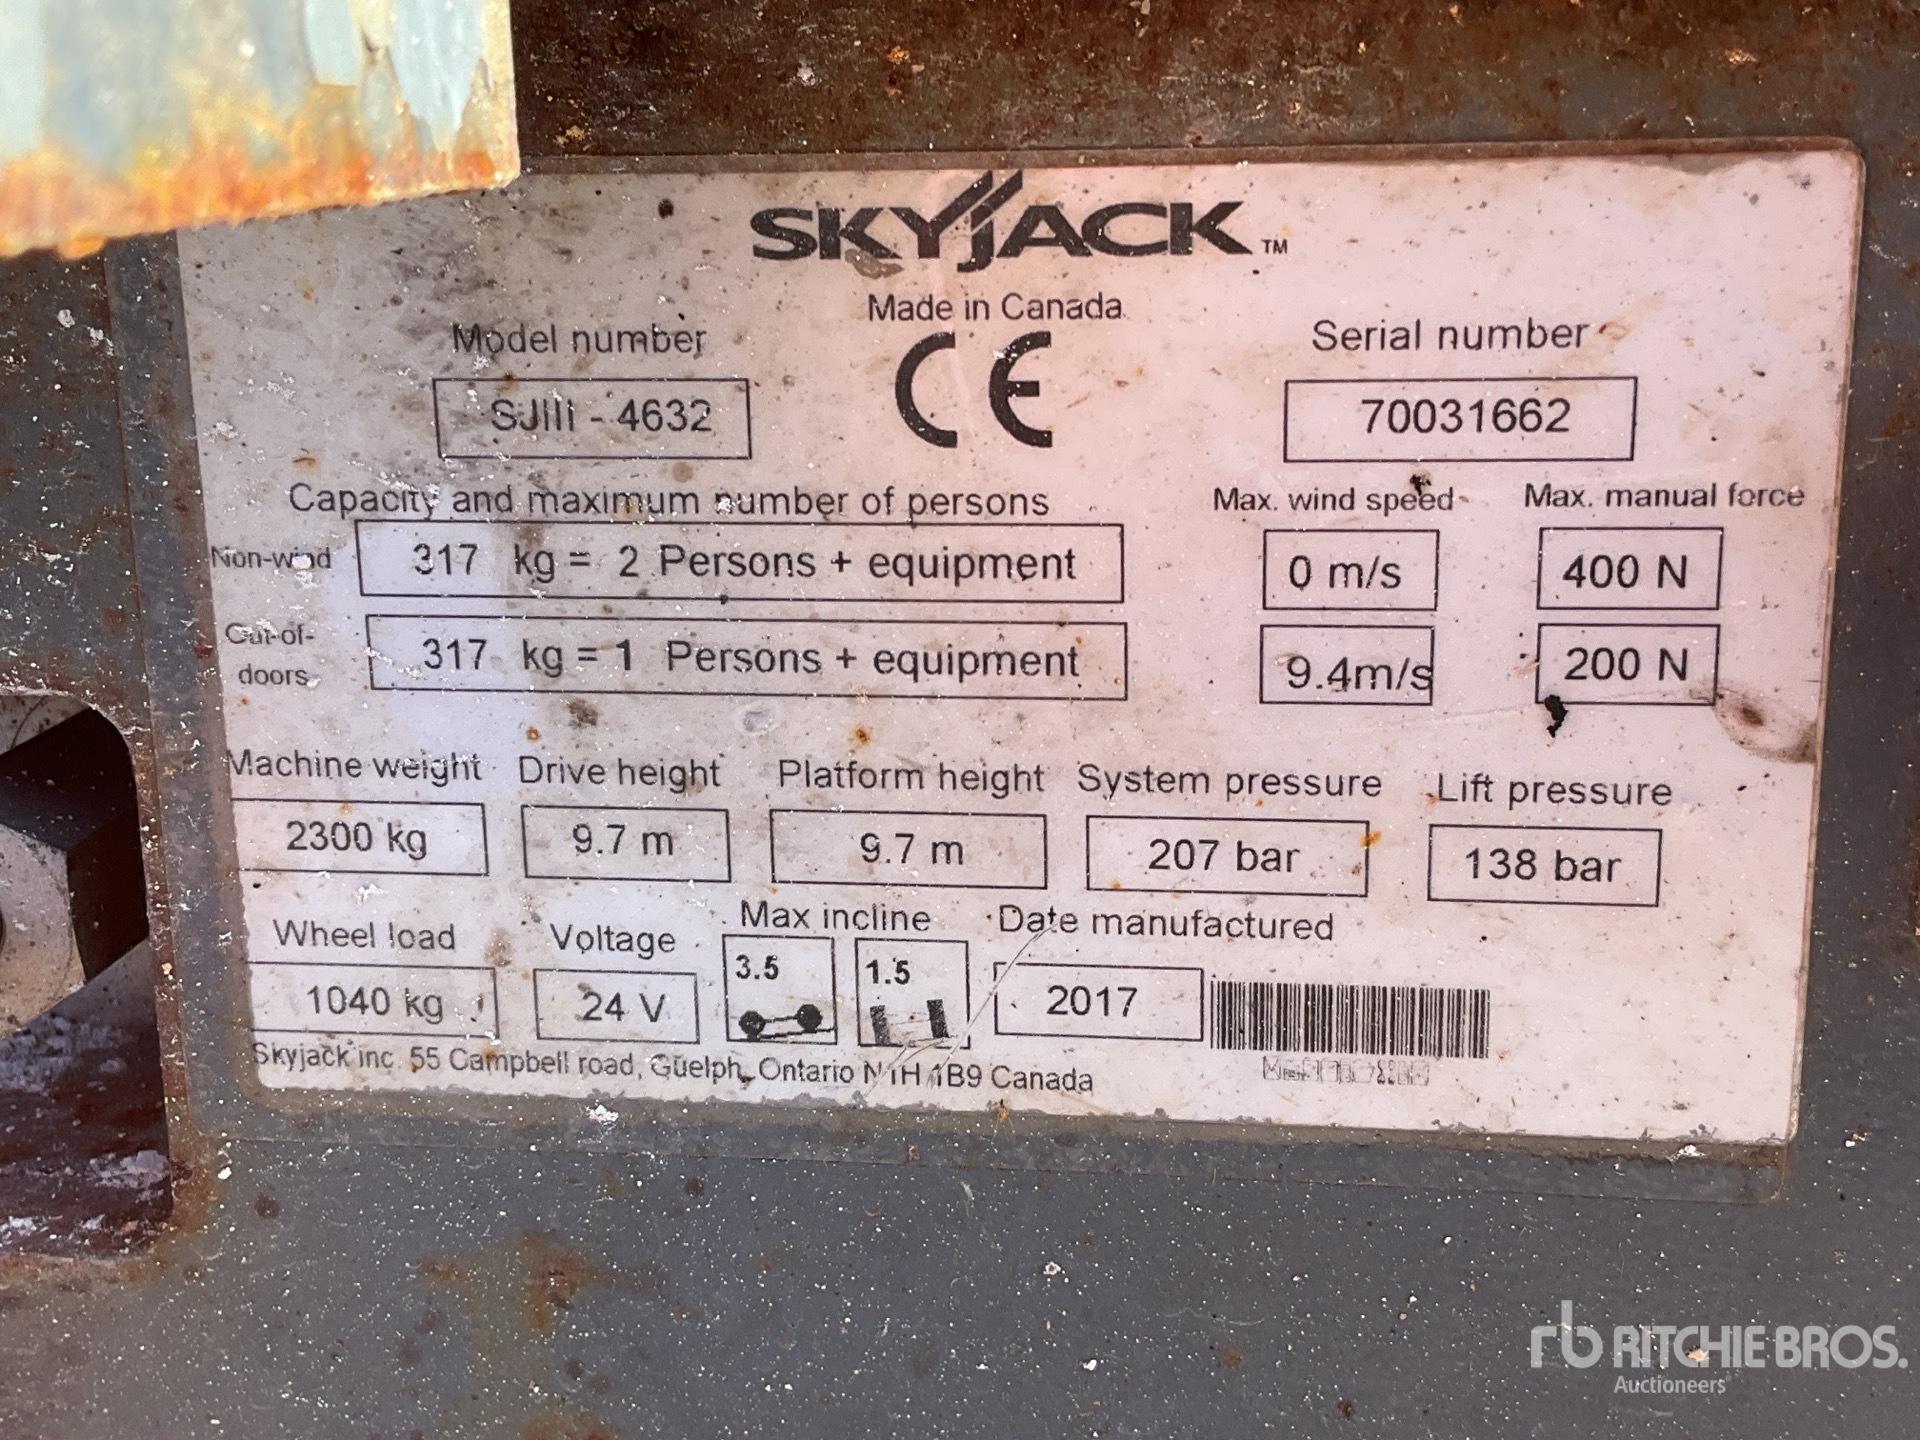 SKYJACK™
Made in Canada
Model number
SJIII - 4632
CE
Serial number
70031662
Capacity and maximum number of persons
Max. wind speed
Max. manual force
Non-wind
317 kg = 2 Persons + equipment
0 m/s
400 N
Out-of-
doors
317 kg = 1 Persons + equipment
9.4m/s
200 N
Machine weight
Drive height
Platform height
System pressure
Lift pressure
2300 kg
9.7 m
9.7 m
207 bar
138 bar
Wheel load
Voltage
Max incline
Date manufactured
1040 kg
24 V
3.5
1.5
2017
Skyjack inc. 55 Campbell road, Guelph, Ontario N1H 1B9 Canada
rb RITCHIE BROS.
Auctioneers